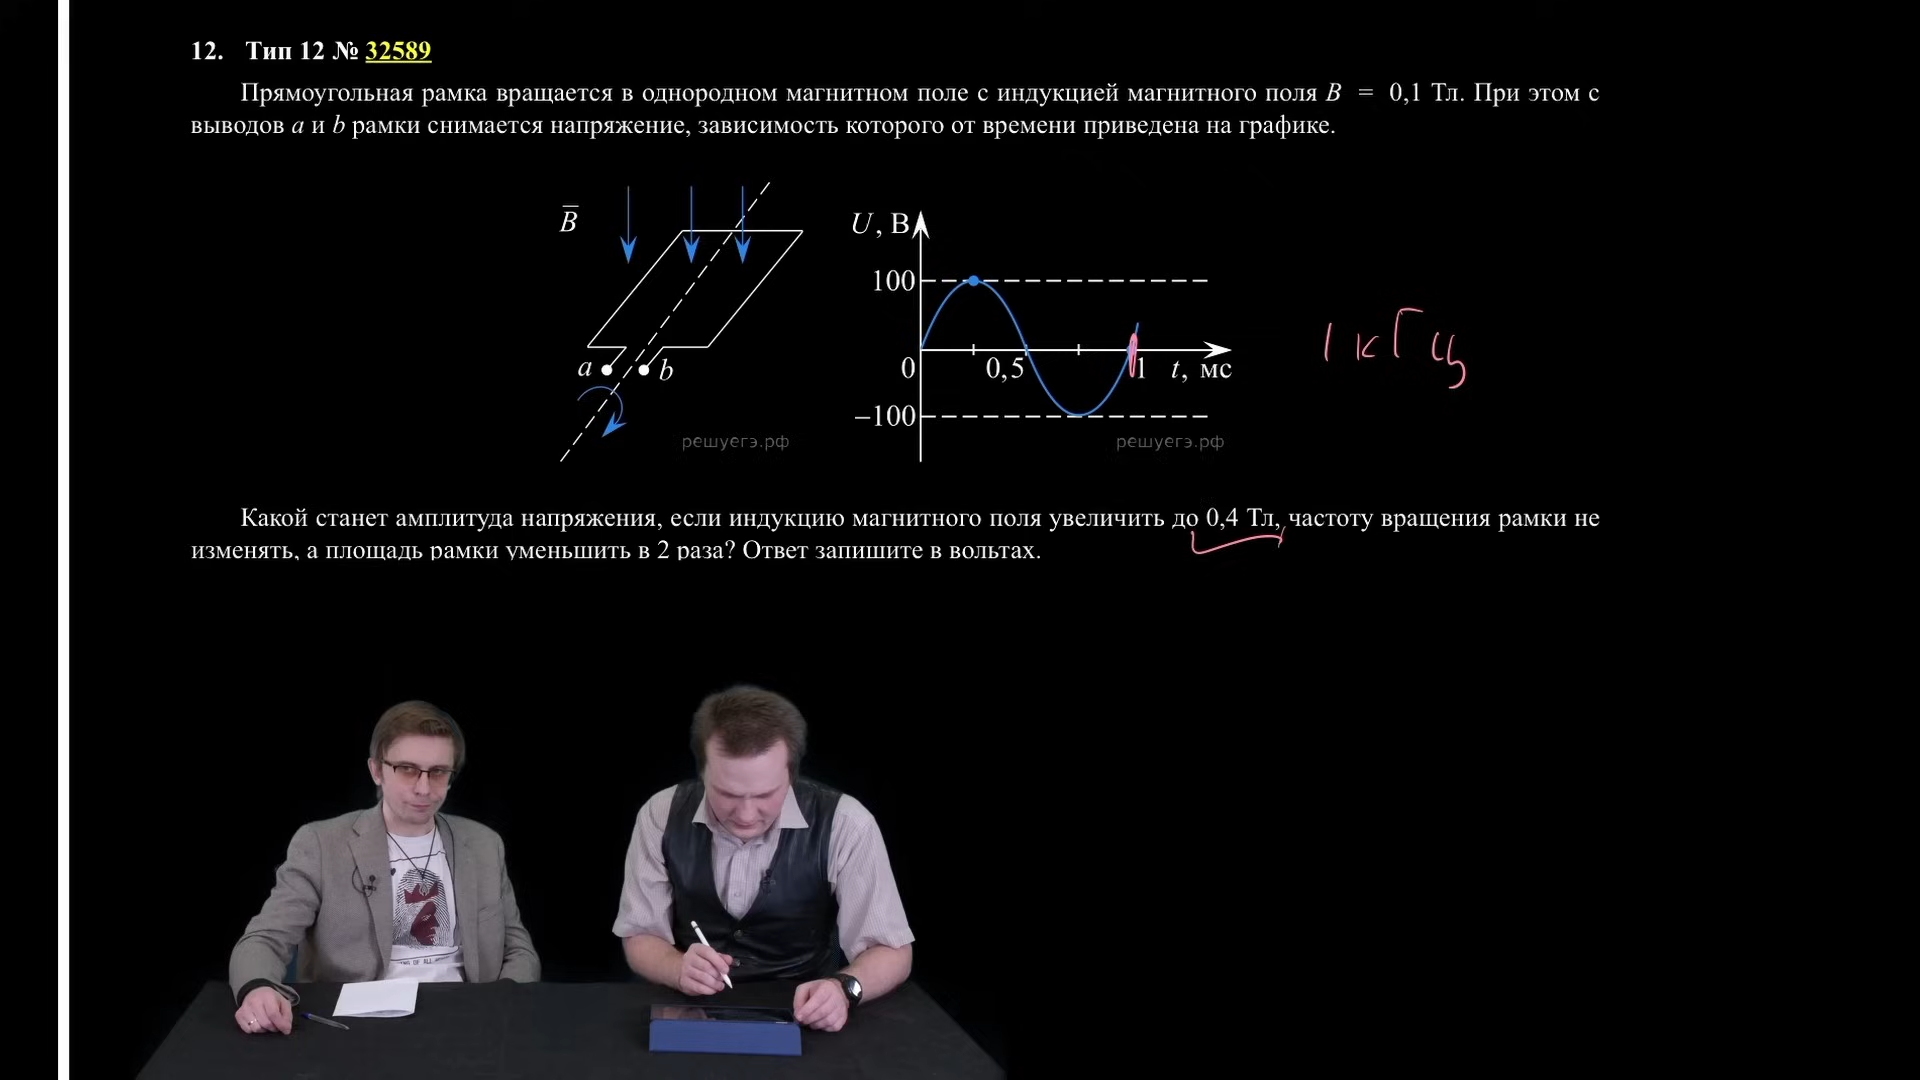 12. Тип 12 № 32589
Прямоугольная рамка вращается в однородном магнитном поле с индукцией магнитного поля B = 0,1 Тл. При этом с
выводов a и b рамки снимается напряжение, зависимость которого от времени приведена на графике.
B
a
b
решуегэ.рф
U, В
100
0
0,5
1
t, мс
–100
решуегэ.рф
1 кГц
Какой станет амплитуда напряжения, если индукцию магнитного поля увеличить до 0,4 Тл, частоту вращения рамки не
изменять, а площадь рамки уменьшить в 2 раза? Ответ запишите в вольтах.